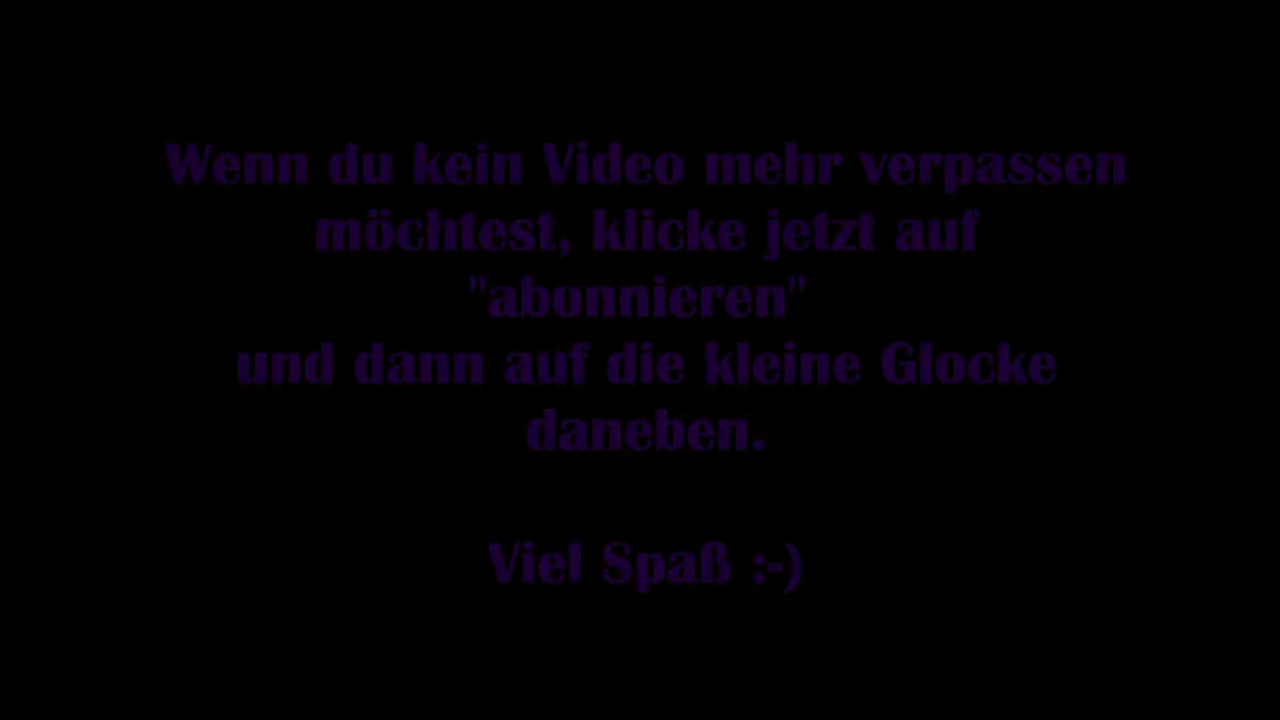 Wenn du kein Video mehr verpassen
möchtest, klicke jetzt auf
"abonnieren"
und dann auf die kleine Glocke
daneben.
Viel Spaß :-)